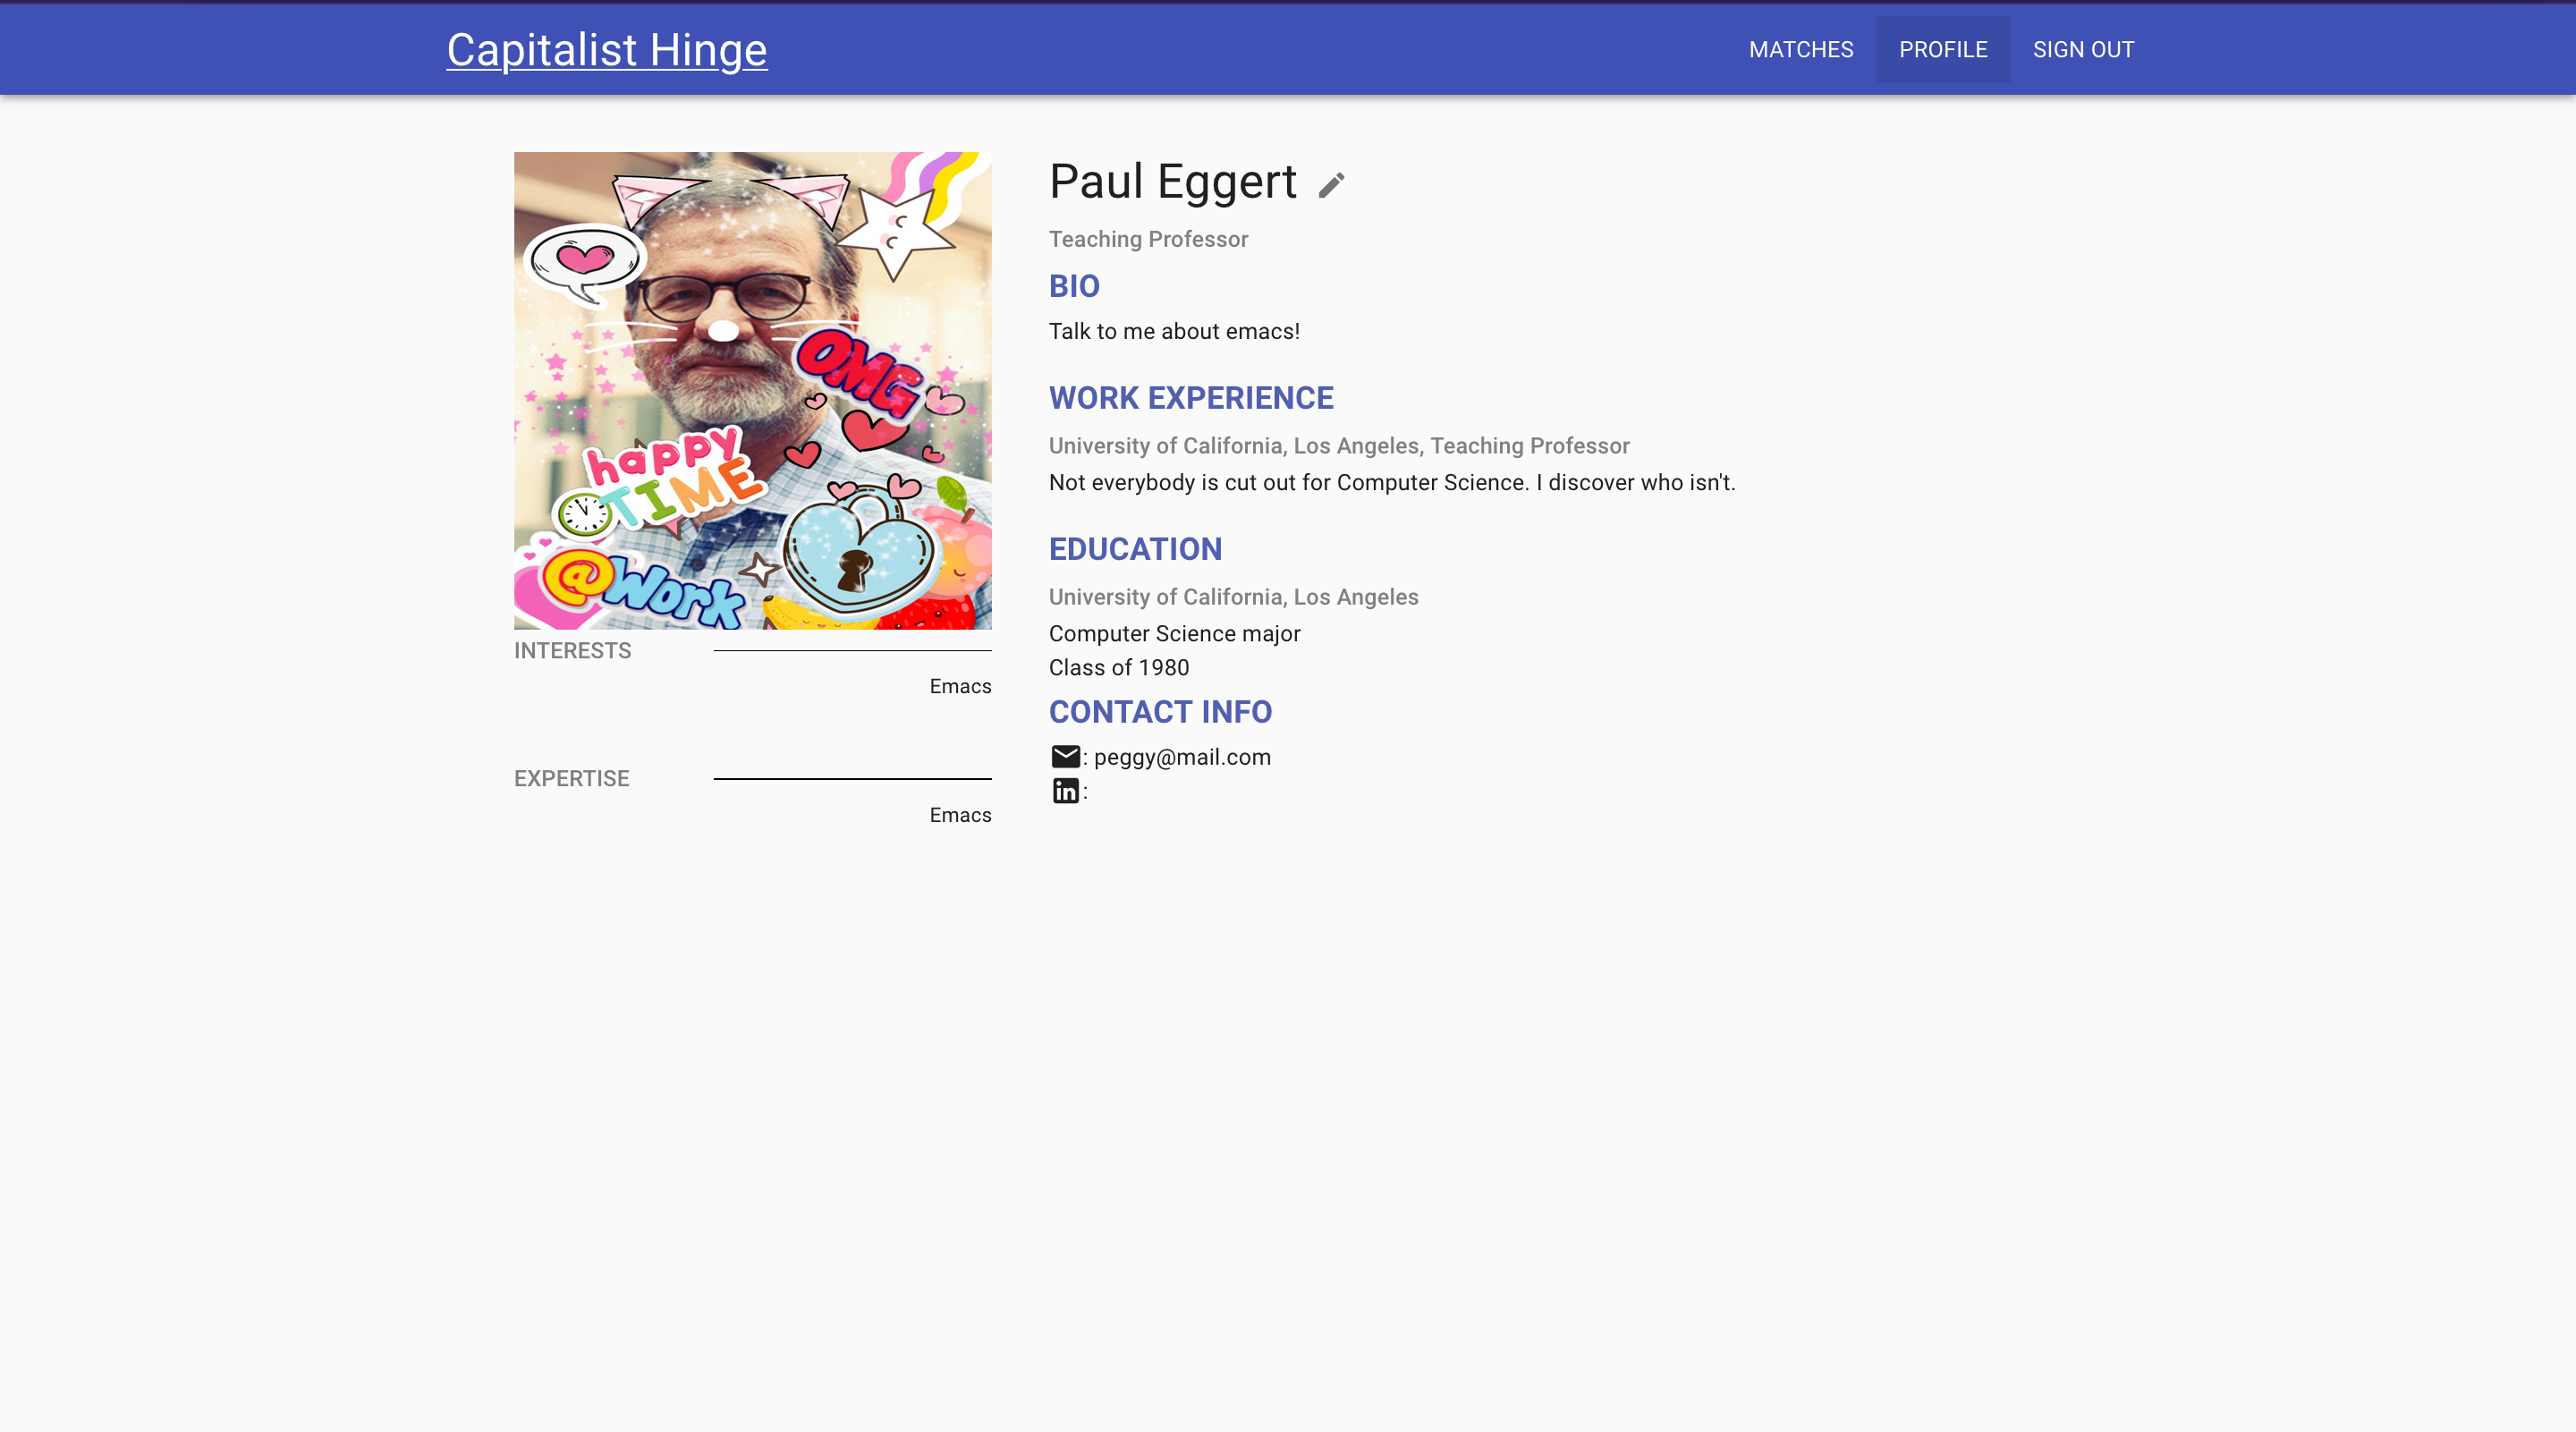 Capitalist Hinge
MATCHES PROFILE SIGN OUT
OMG
happy
TIME
@Work
INTERESTS
Emacs
EXPERTISE
Emacs
Paul Eggert
Teaching Professor
BIO
Talk to me about emacs!
WORK EXPERIENCE
University of California, Los Angeles, Teaching Professor
Not everybody is cut out for Computer Science. I discover who isn't.
EDUCATION
University of California, Los Angeles
Computer Science major
Class of 1980
CONTACT INFO
: peggy@mail.com
in :